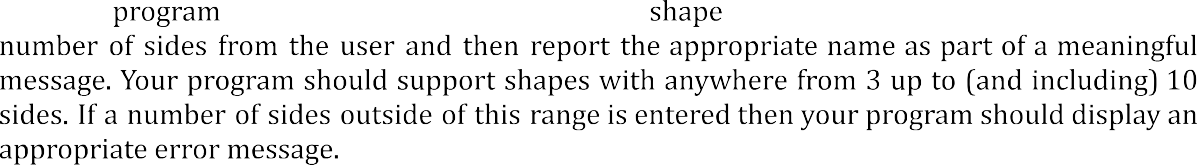 program shape
number of sides from the user and then report the appropriate name as part of a meaningful
message. Your program should support shapes with anywhere from 3 up to (and including) 10
sides. If a number of sides outside of this range is entered then your program should display an
appropriate error message.